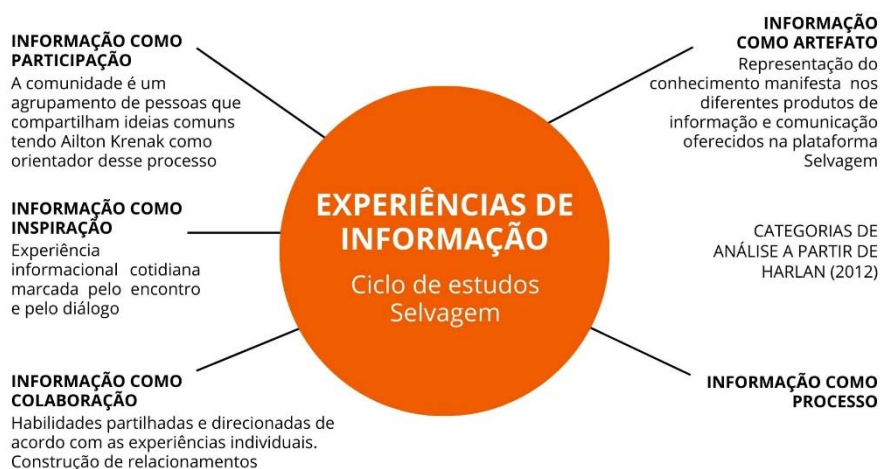 INFORMAÇÃO COMO
PARTICIPAÇÃO
A comunidade é um
agrupamento de pessoas que
compartilham ideias comuns
tendo Ailton Krenak como
orientador desse processo
INFORMAÇÃO COMO
INSPIRAÇÃO
Experiência
informacional cotidiana
marcada pelo encontro
e pelo diálogo
INFORMAÇÃO COMO
COLABORAÇÃO
Habilidades partilhadas e direcionadas de
acordo com as experiências individuais.
Construção de relacionamentos
EXPERIÊNCIAS DE
INFORMAÇÃO
Ciclo de estudos
Selvagem
INFORMAÇÃO
COMO ARTEFATO
Representação do
conhecimento manifesta nos
diferentes produtos de
informação e comunicação
oferecidos na plataforma
Selvagem
CATEGORIAS DE
ANÁLISE A PARTIR DE
HARLAN (2012)
INFORMAÇÃO COMO
PROCESSO